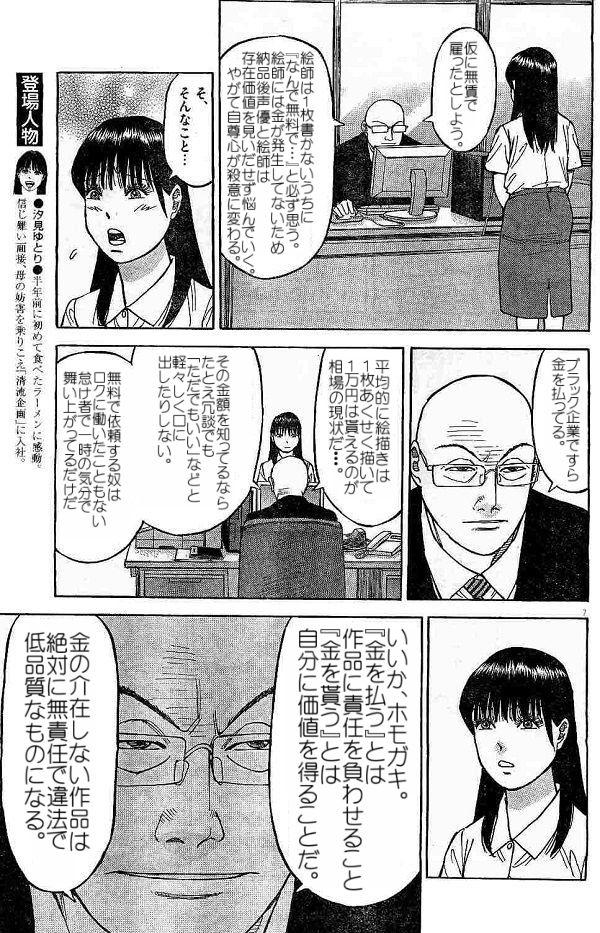 仮に無賃で
雇ったとしよう。
絵師は１枚書かないうちに
『なんで無料で…』と必ず思う。
絵師には金が発生してないため
納品後声優と絵師は
存在価値を見いだせず悩んでいく。
やがて自尊心が殺意に変わる。
そ、
そんなこと…
登場人物
●汐見ゆとり●半年前に初めて食べたラーメンに感動。
信じ難い面接、母の妨害を乗りこえ「清流企画」に入社。
ブラック企業ですら
金を払ってる。
平均的に絵描きは
１枚あくせく描いて
１万円は貰えるのが
相場の現状だ…。
その金額を知ってるなら
たとえ冗談でも
「ただでもいい」などと
軽々しく口に
出したりしない
無料で依頼する奴は
ロクに働いたこともない
怠け者で一時の気分で
舞い上がってるだけだ
7
いいか、ホモガキ。
『金を払う』とは
作品に責任を負わせること
『金を貰う』とは
自分に価値を得ることだ。
金の介在しない作品は
絶対に無責任で違法で
低品質なものになる。